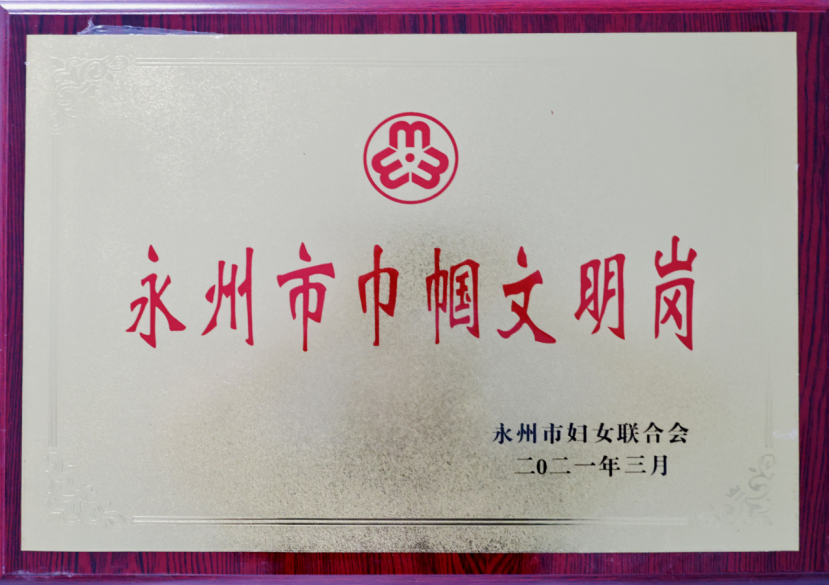 永州市巾帼文明岗
永州市妇女联合会
二0二一年三月